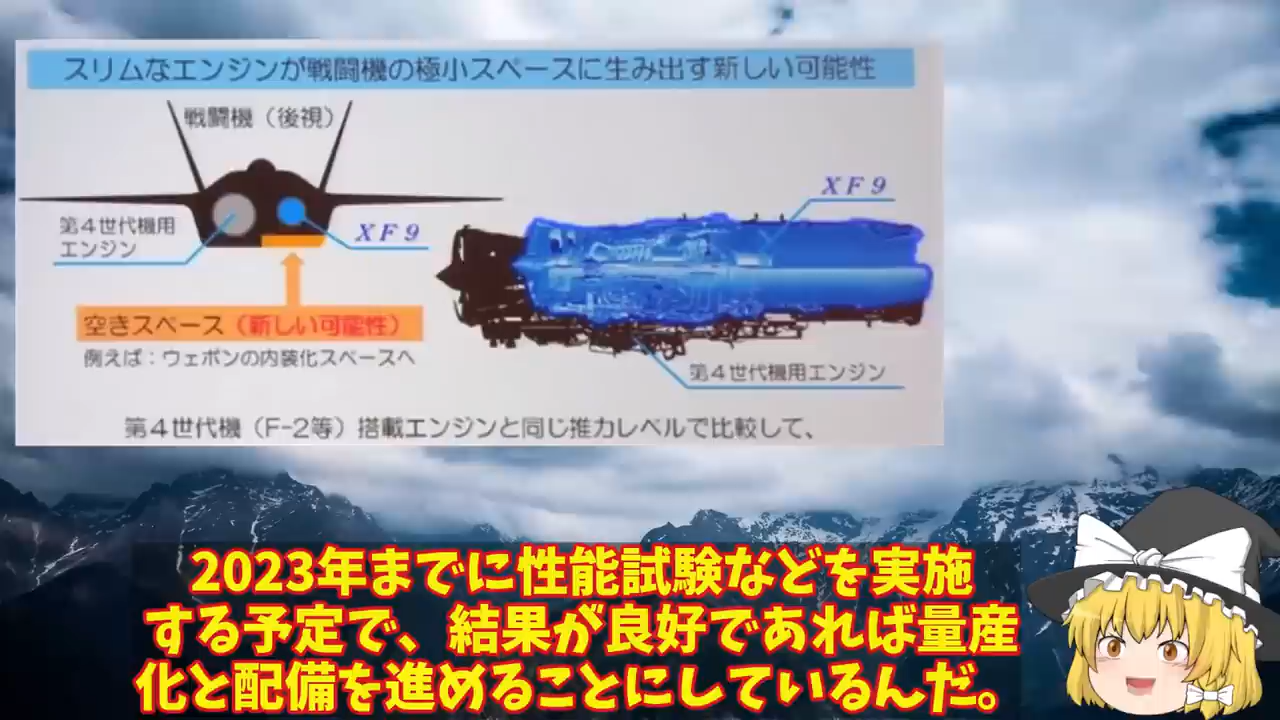 スリムなエンジンが戦闘機の極小スペースに生み出す新しい可能性
戦闘機（後視）
第4世代機用
エンジン
XF9
空きスペース（新しい可能性）
例えば：ウェポンの内装化スペースへ
XF9
第4世代機用エンジン
第4世代機（F-2等）搭載エンジンと同じ推力レベルで比較して、
2023年までに性能試験などを実施
する予定で、結果が良好であれば量産
化と配備を進めることにしているんだ。